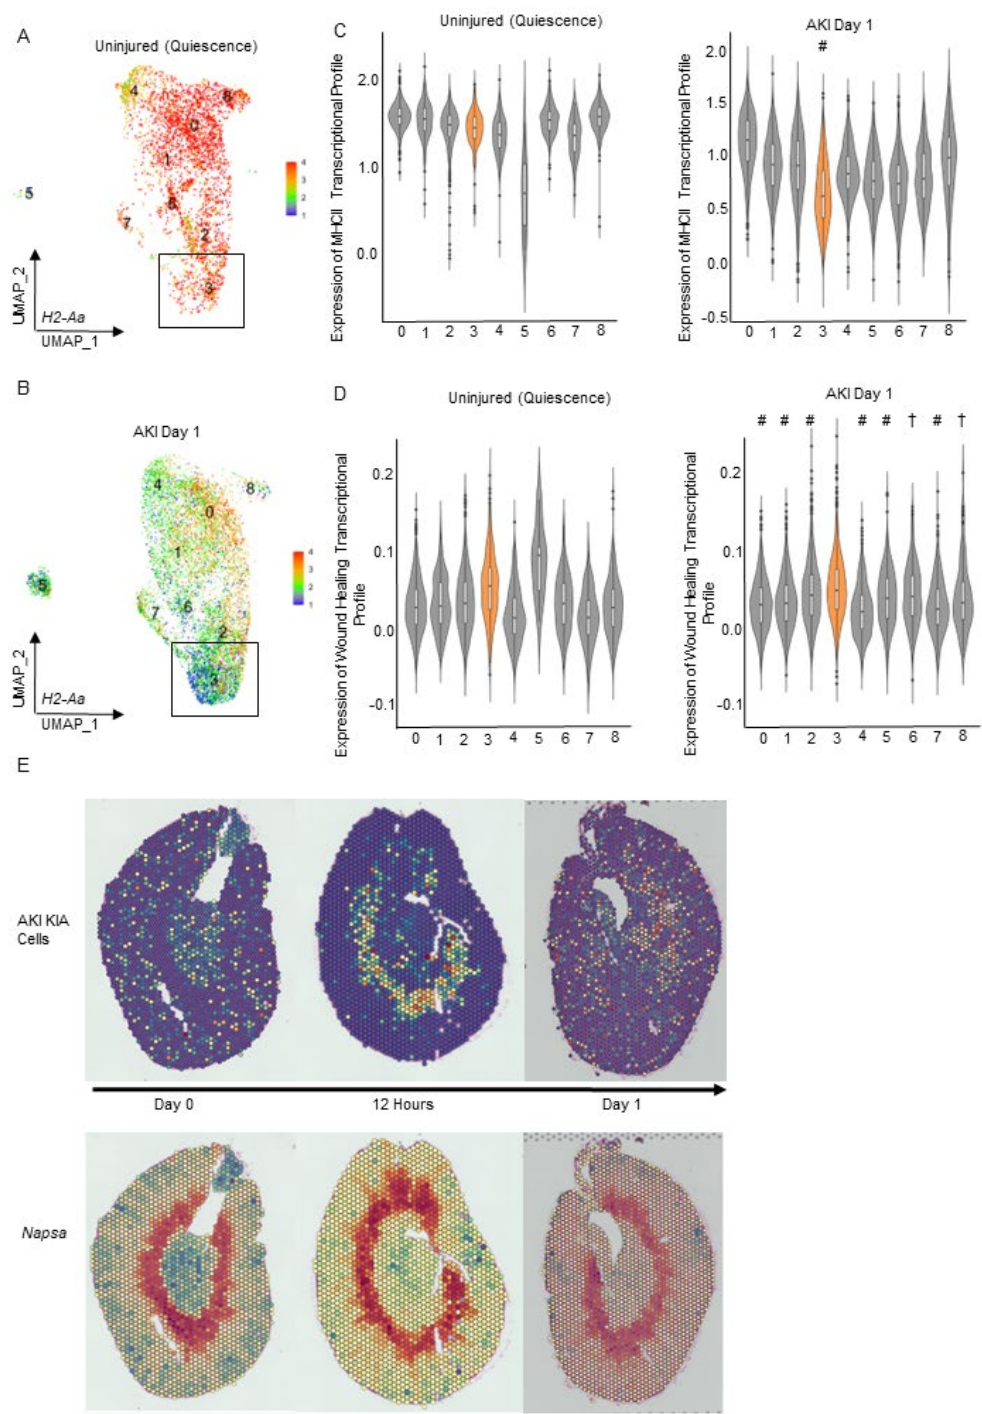 A
Uninjured (Quiescence)
4
8
0
1
5
6
7
2
3
4
3
2
1
UMAP_2
H2-Aa
UMAP_1
C
Uninjured (Quiescence)
Expression of MHCII Transcriptional Profile
2.0
1.0
0.0
0 1 2 3 4 5 6 7 8
AKI Day 1
#
Expression of MHCII Transcriptional Profile
2.0
1.5
1.0
0.5
0.0
-0.5
0 1 2 3 4 5 6 7 8
B
AKI Day 1
4
8
0
1
5
7
6
2
3
4
3
2
1
UMAP_2
H2-Aa
UMAP_1
D
Uninjured (Quiescence)
Expression of Wound Healing Transcriptional
Profile
0.2
0.1
0.0
-0.1
0 1 2 3 4 5 6 7 8
AKI Day 1
# # # # # † # †
Expression of Wound Healing Transcriptional
Profile
0.2
0.1
0.0
-0.1
0 1 2 3 4 5 6 7 8
E
AKI KIA
Cells
Day 0 12 Hours Day 1
Napsa